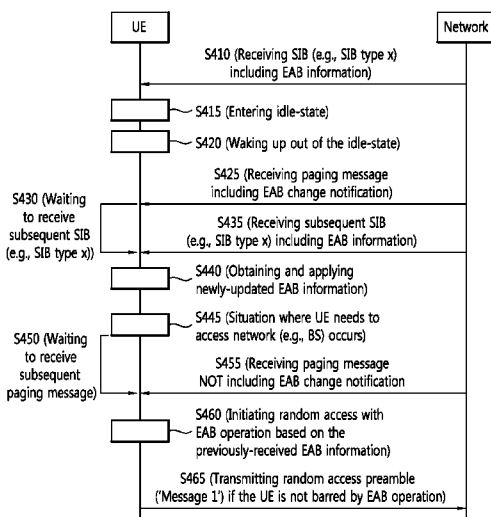 UE
Network
S410 (Receiving SIB (e.g., SIB type x)
including EAB information)
S415 (Entering idle-state)
S420 (Waking up out of the idle-state)
S425 (Receiving paging message
including EAB change notification)
S430 (Waiting
to receive
subsequent SIB
(e.g., SIB type x))
S435 (Receiving subsequent SIB
(e.g., SIB type x) including EAB information)
S440 (Obtaining and applying
newly-updated EAB information)
S445 (Situation where UE needs to
access network (e.g., BS) occurs)
S450 (Waiting
to receive
subsequent
paging message)
S455 (Receiving paging message
NOT including EAB change notification
S460 (Initiating random access with
EAB operation based on the
previously-received EAB information)
S465 (Transmitting random access preamble
('Message 1') if the UE is not barred by EAB operation)